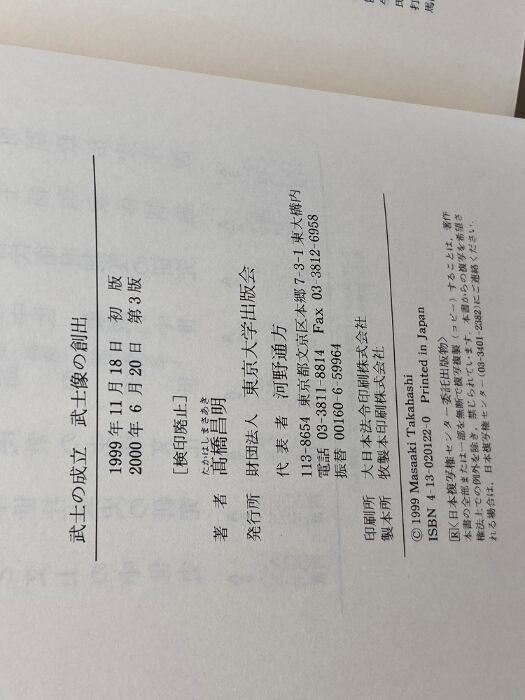 武士の成立 武士像の創出
1999年11月18日 初 版
2000年 6月20日 第3版
[検印廃止]
たかはしまさあき
著 者 髙橋昌明
発行所 財団法人 東京大学出版会
代 表 者 河野通方
113-8654 東京都文京区本郷7-3-1 東大構内
電話 03-3811-8814 Fax 03-3812-6958
振替 00160-6-59964
印刷所 大日本法令印刷株式会社
製本所 牧製本印刷株式会社
© 1999 Masaaki Takahashi
ISBN 4-13-020122-0 Printed in Japan
R〈日本複写権センター委託出版物〉
本書の全部または一部を無断で複写複製(コピー)することは,著作
権法上での例外を除き,禁じられています.本書からの複写を希望さ
れる場合は,日本複写権センター(03-3401-2382)にご連絡ください.